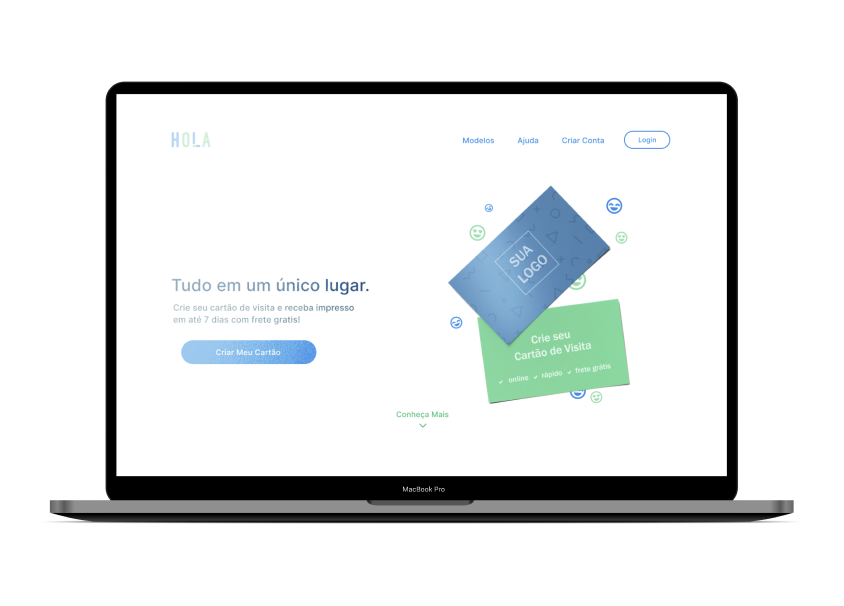 HOLA
Modelos
Ajuda
Criar Conta
Login
SUA
LOGO
Tudo em um único lugar.
Crie seu cartão de visita e receba impresso
em até 7 dias com frete gratis!
Criar Meu Cartão
Crie seu
Cartão de Visita
✓ online ✓ rápido ✓ frete grátis
Conheça Mais
MacBook Pro